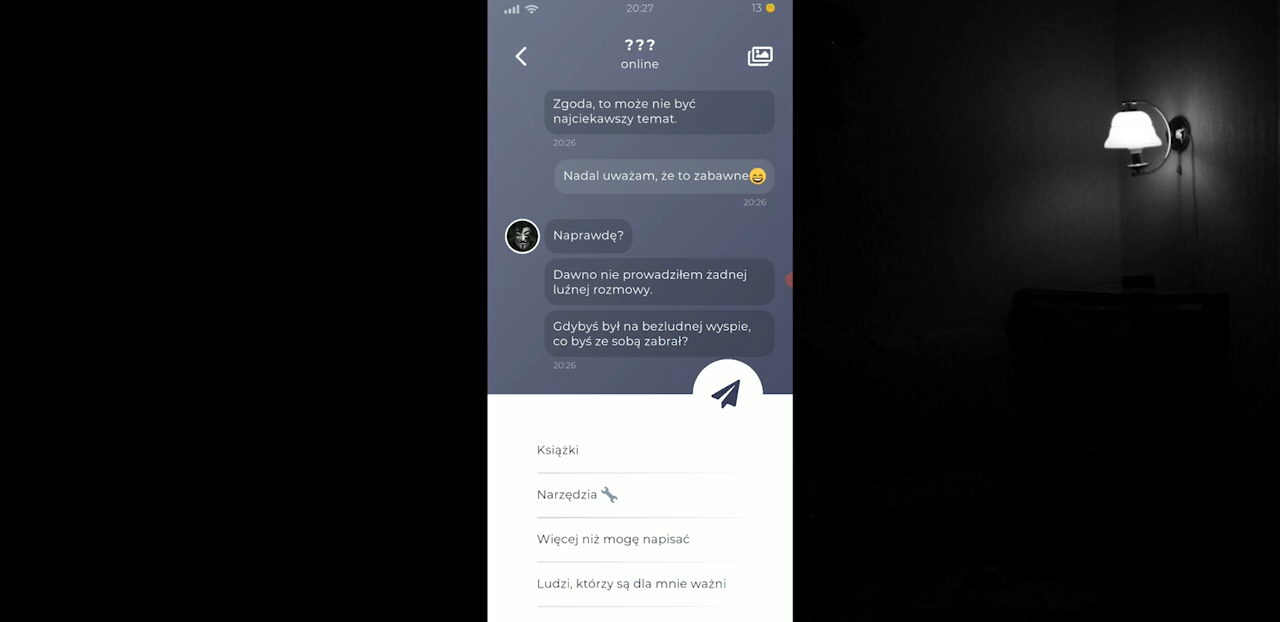 20:27
13
???
online
Zgoda, to może nie być
najciekawszy temat.
20:26
Nadal uważam, że to zabawne😄
20:26
Naprawdę?
Dawno nie prowadziłem żadnej
luźnej rozmowy.
Gdybyś był na bezludnej wyspie,
co byś ze sobą zabrał?
20:26
Książki
Narzędzia 🔧
Więcej niż mogę napisać
Ludzi, którzy są dla mnie ważni